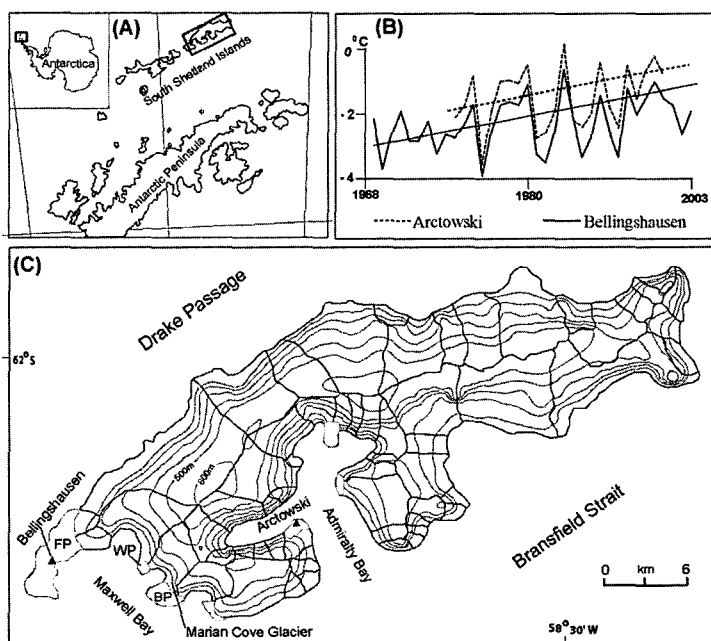 (A)
Antarctica
South Shetland Islands
Antarctic Peninsula
(B)
°C
0
-2
-4
1968
1980
2003
Arctowski
Bellingshausen
(C)
Drake Passage
62°S
500m
600m
Bellingshausen
FP
WP
Maxwell Bay
BP
Marian Cove Glacier
Arctowski
Admiralty Bay
Bransfield Strait
0 km 6
58° 30' W